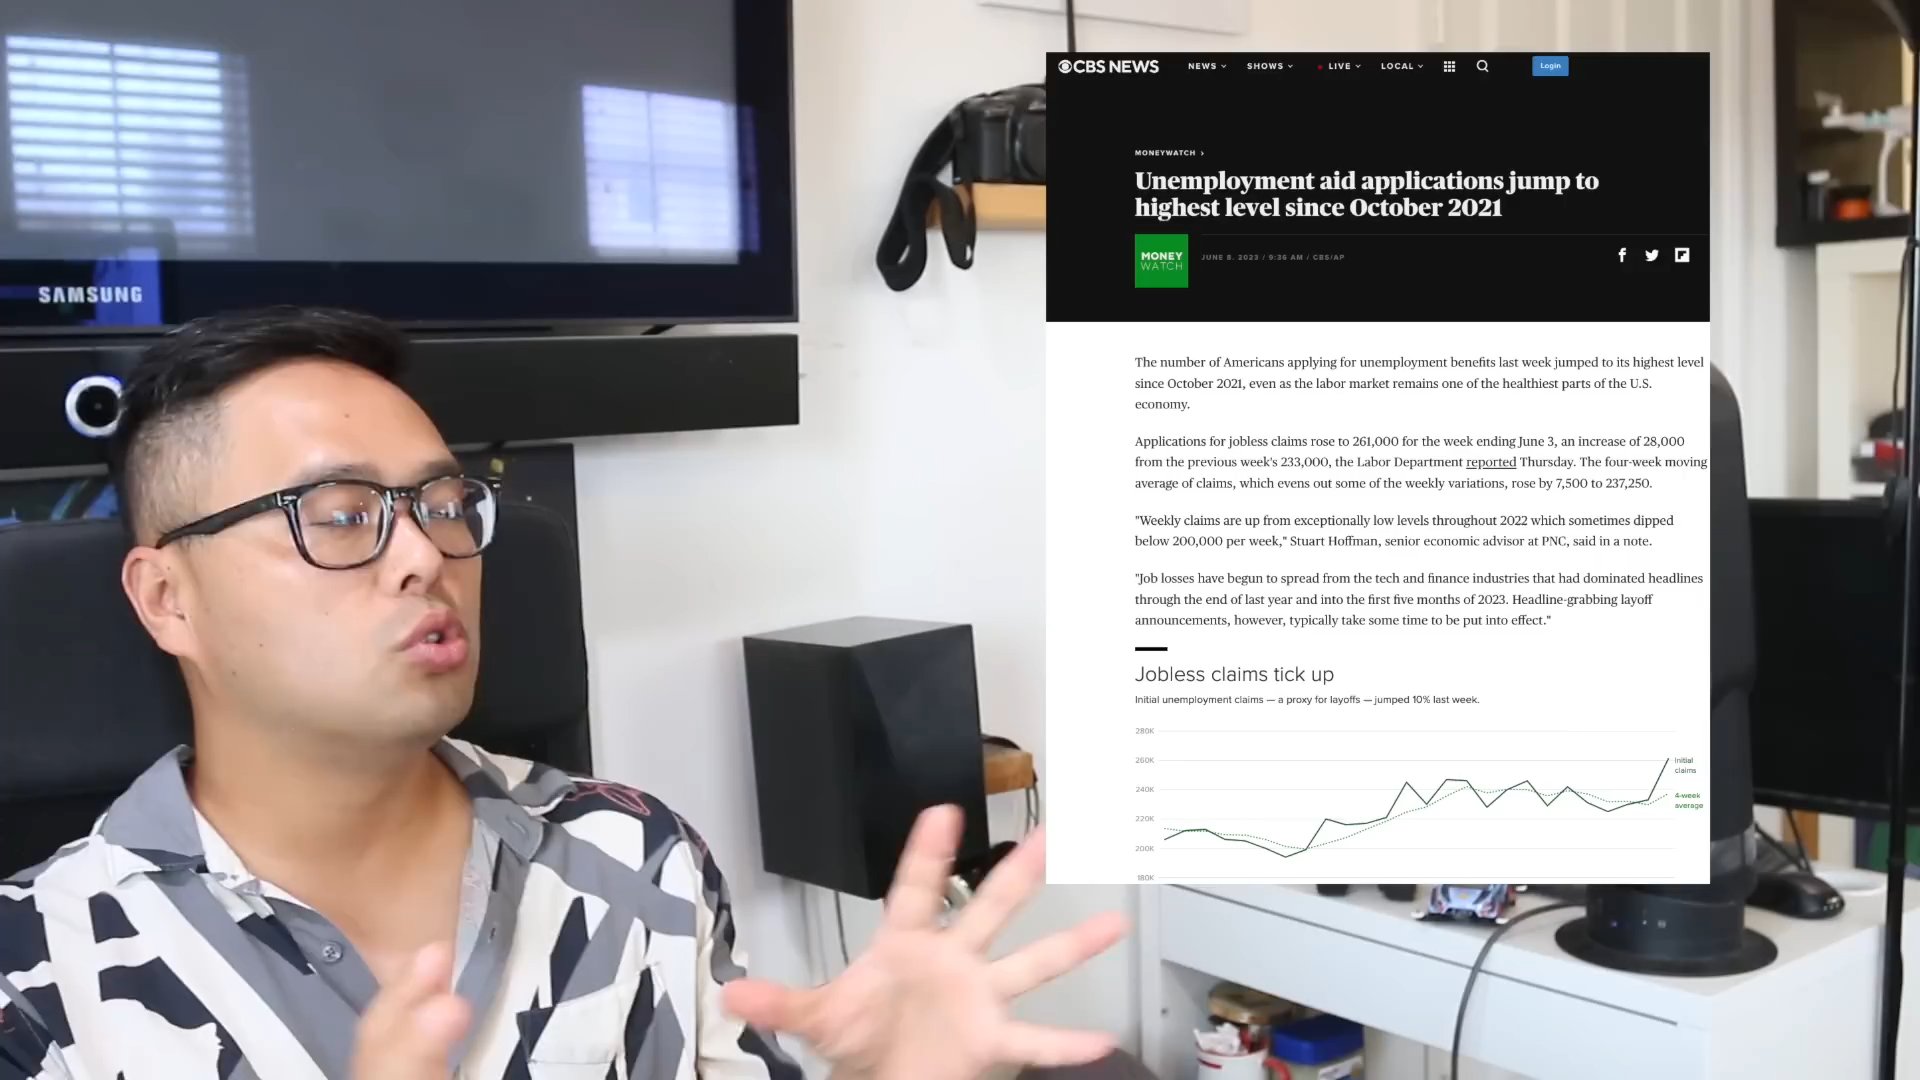 SAMSUNG
CBS NEWS
NEWS
SHOWS
LIVE
LOCAL
Login
MONEYWATCH ›
Unemployment aid applications jump to
highest level since October 2021
MONEY
WATCH
JUNE 8, 2023 / 9:36 AM / CBS/AP
The number of Americans applying for unemployment benefits last week jumped to its highest level
since October 2021, even as the labor market remains one of the healthiest parts of the U.S.
economy.
Applications for jobless claims rose to 261,000 for the week ending June 3, an increase of 28,000
from the previous week's 233,000, the Labor Department reported Thursday. The four-week moving
average of claims, which evens out some of the weekly variations, rose by 7,500 to 237,250.
"Weekly claims are up from exceptionally low levels throughout 2022 which sometimes dipped
below 200,000 per week," Stuart Hoffman, senior economic advisor at PNC, said in a note.
"Job losses have begun to spread from the tech and finance industries that had dominated headlines
through the end of last year and into the first five months of 2023. Headline-grabbing layoff
announcements, however, typically take some time to be put into effect."
Jobless claims tick up
Initial unemployment claims — a proxy for layoffs — jumped 10% last week.
280K
260K
240K
220K
200K
180K
Initial
claims
4-week
average